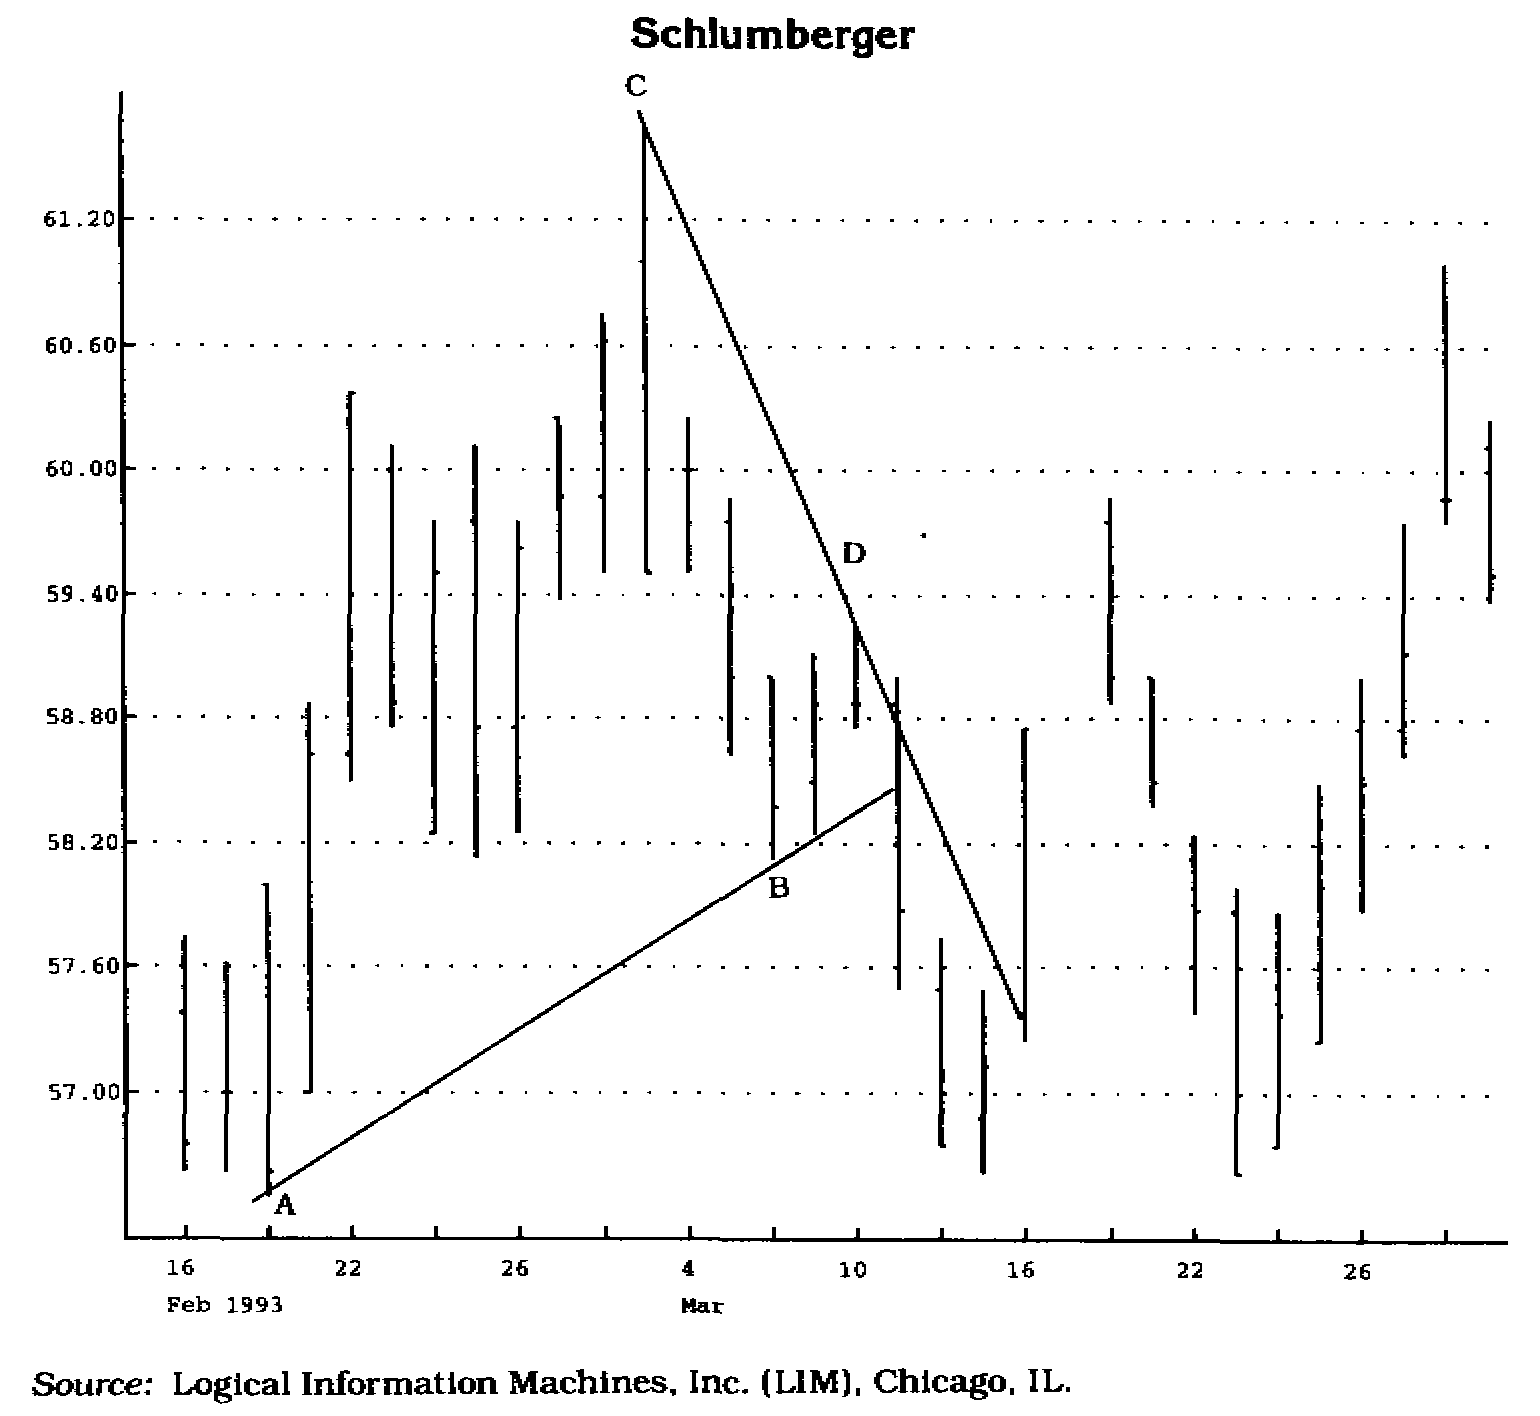 Schlumberger
C
61.20
60.60
60.00
D
59.40
58.80
58.20
B
57.60
57.00
A
16 22 26 4 10 16 22 26
Feb 1993 Mar
Source: Logical Information Machines, Inc. (LIM), Chicago, IL.